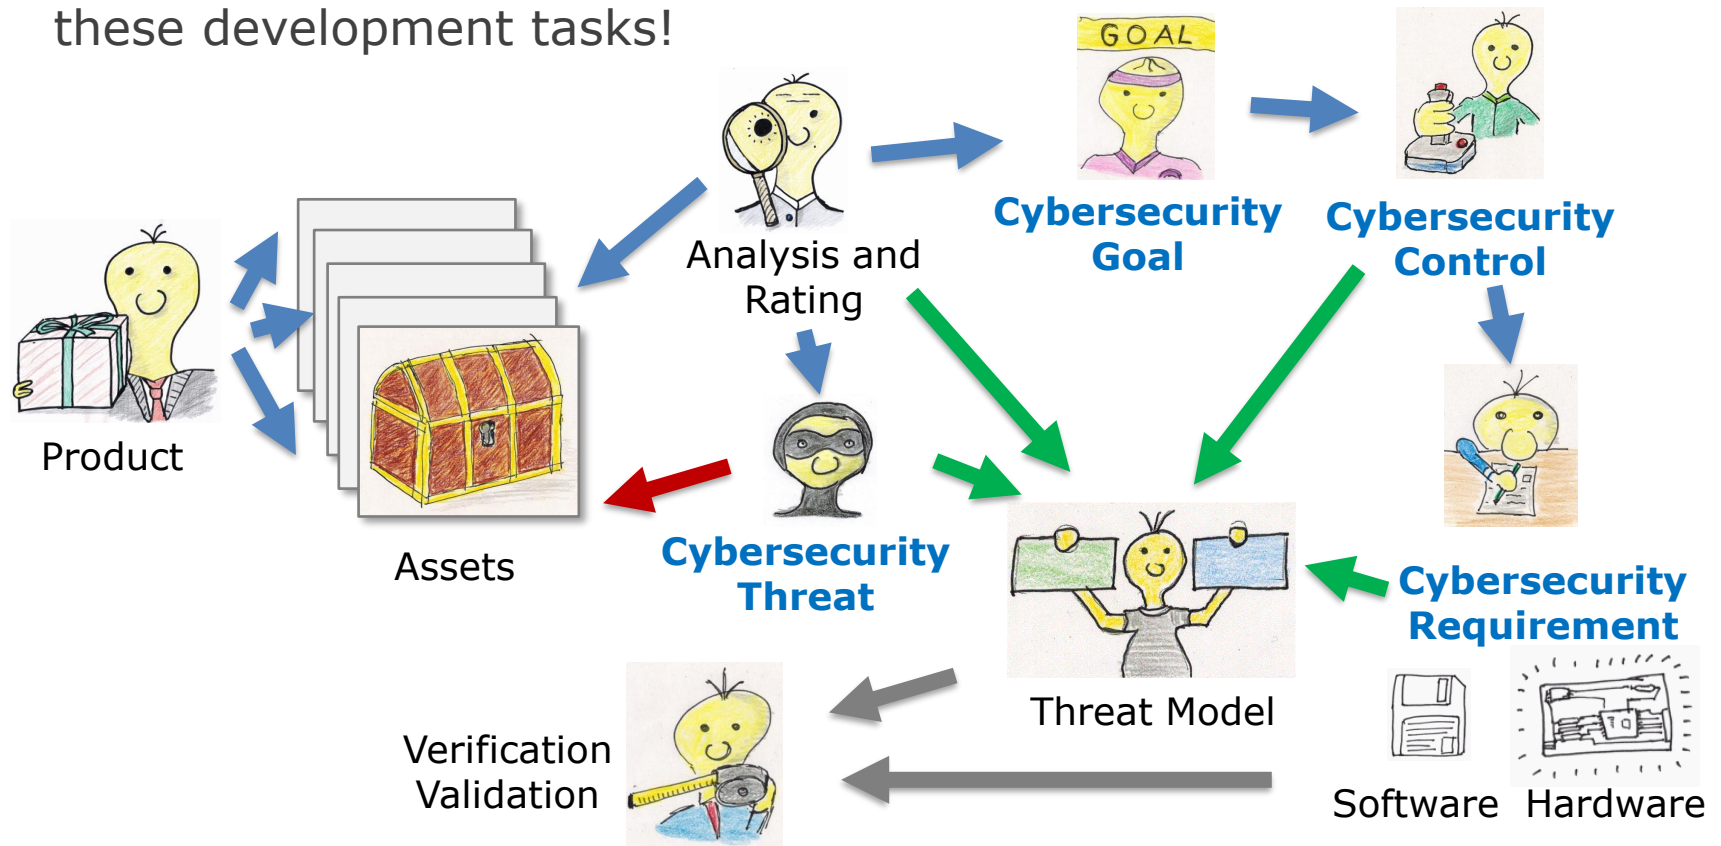 these development tasks!
GOAL
Cybersecurity
Goal
Cybersecurity
Control
Analysis and
Rating
Product
Assets
Cybersecurity
Threat
Cybersecurity
Requirement
Threat Model
Verification
Validation
Software
Hardware